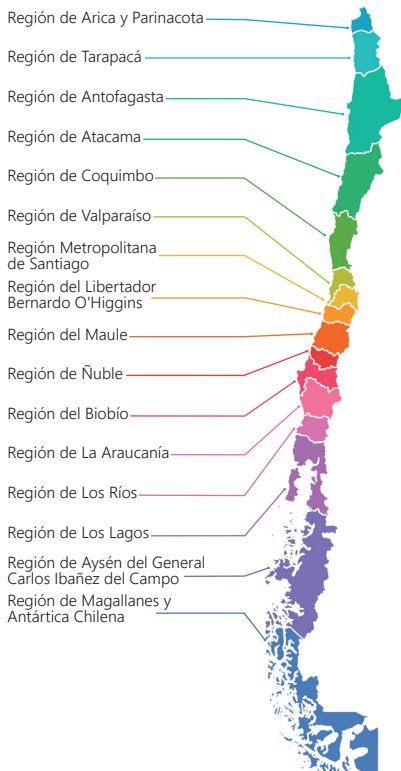 Región de Arica y Parinacota
Región de Tarapacá
Región de Antofagasta
Región de Atacama
Región de Coquimbo
Región de Valparaíso
Región Metropolitana
de Santiago
Región del Libertador
Bernardo O'Higgins
Región del Maule
Región de Ñuble
Región del Biobío
Región de La Araucanía
Región de Los Ríos
Región de Los Lagos
Región de Aysén del General
Carlos Ibañez del Campo
Región de Magallanes y
Antártica Chilena